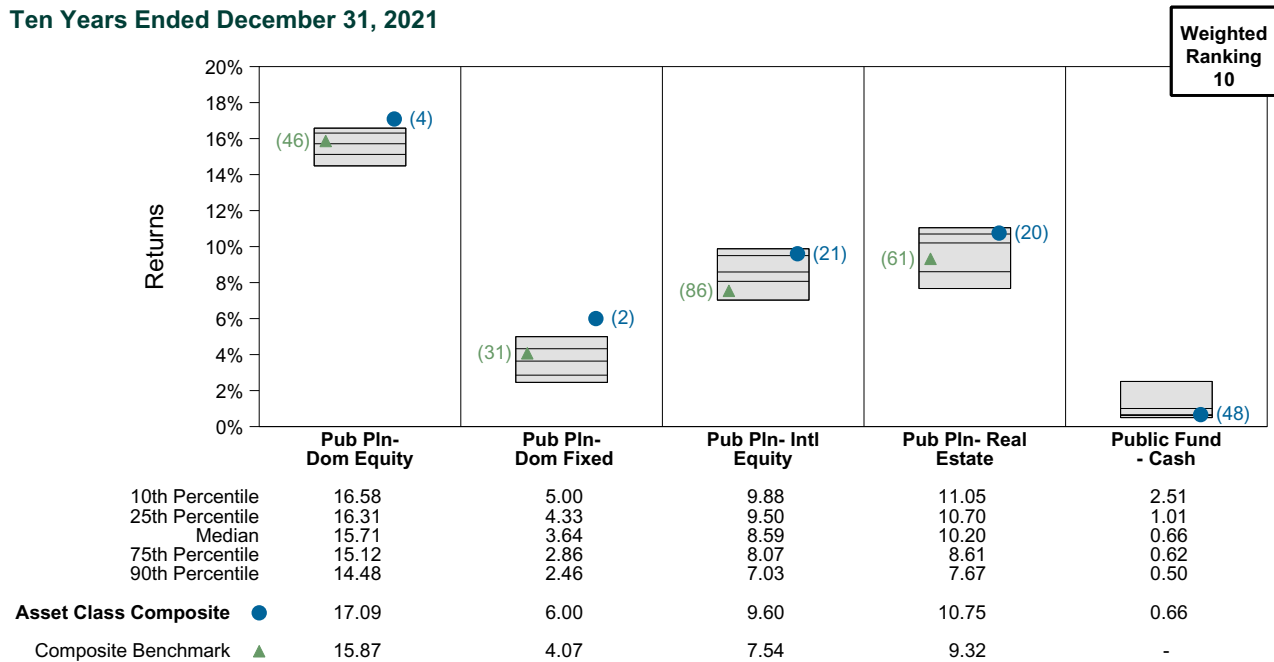 Ten Years Ended December 31, 2021
Weighted
Ranking
10
Returns
20%
18%
16%
14%
12%
10%
8%
6%
4%
2%
0%
(46)
(4)
(31)
(2)
(86)
(21)
(61)
(20)
(48)
Pub Pln- Pub Pln- Pub Pln- Intl Pub Pln- Real Public Fund
Dom Equity Dom Fixed Equity Estate - Cash
10th Percentile 16.58 5.00 9.88 11.05 2.51
25th Percentile 16.31 4.33 9.50 10.70 1.01
Median 15.71 3.64 8.59 10.20 0.66
75th Percentile 15.12 2.86 8.07 8.61 0.62
90th Percentile 14.48 2.46 7.03 7.67 0.50
Asset Class Composite 17.09 6.00 9.60 10.75 0.66
Composite Benchmark 15.87 4.07 7.54 9.32 -